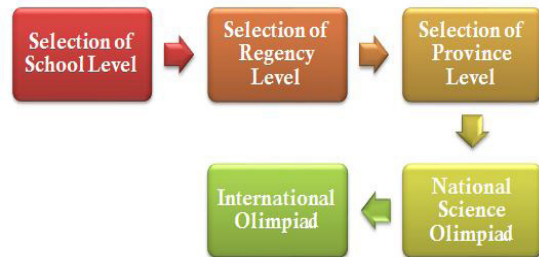 Selection of
School Level
Selection of
Regency
Level
Selection of
Province
Level
National
Science
Olimpiad
International
Olimpiad